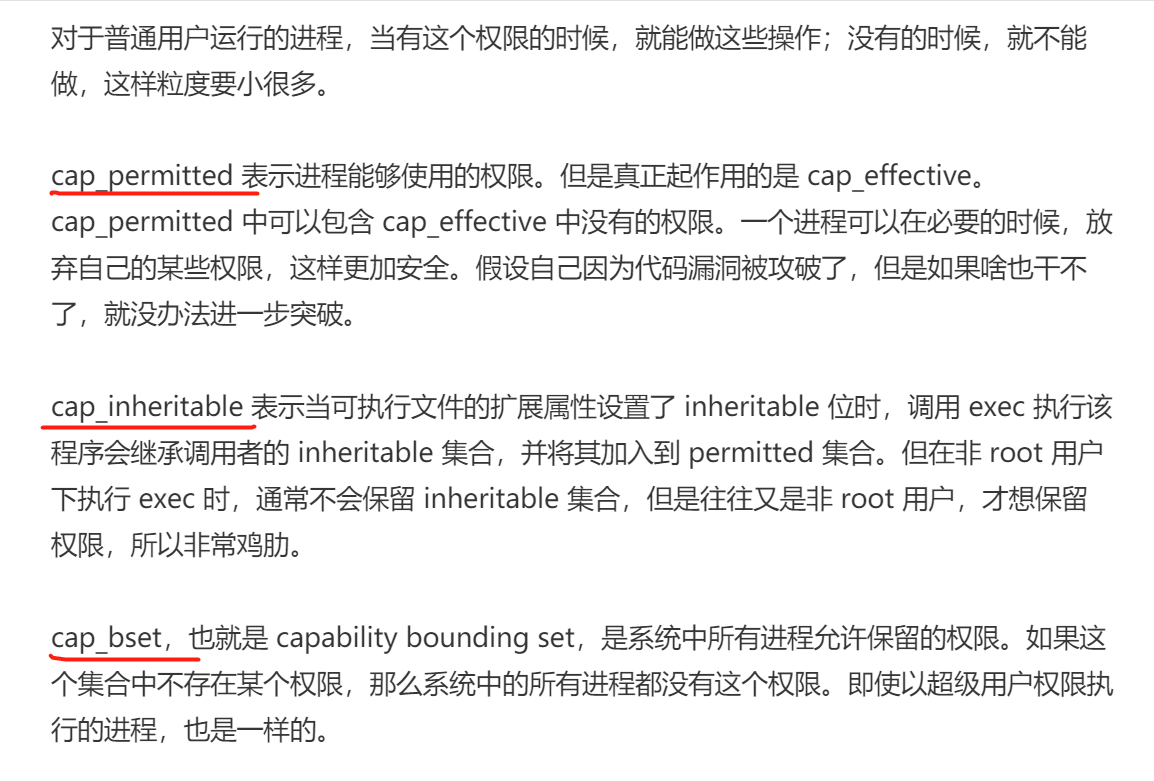 对于普通用户运行的进程，当有这个权限的时候，就能做这些操作；没有的时候，就不能
做，这样粒度要小很多。
cap_permitted 表示进程能够使用的权限。但是真正起作用的是 cap_effective。
cap_permitted 中可以包含 cap_effective 中没有的权限。一个进程可以在必要的时候，放
弃自己的某些权限，这样更加安全。假设自己因为代码漏洞被攻破了，但是如果啥也干不
了，就没办法进一步突破。
cap_inheritable 表示当可执行文件的扩展属性设置了 inheritable 位时，调用 exec 执行该
程序会继承调用者的 inheritable 集合，并将其加入到 permitted 集合。但在非 root 用户
下执行 exec 时，通常不会保留 inheritable 集合，但是往往又是非 root 用户，才想保留
权限，所以非常鸡肋。
cap_bset，也就是 capability bounding set，是系统中所有进程允许保留的权限。如果这
个集合中不存在某个权限，那么系统中的所有进程都没有这个权限。即使以超级用户权限执
行的进程，也是一样的。